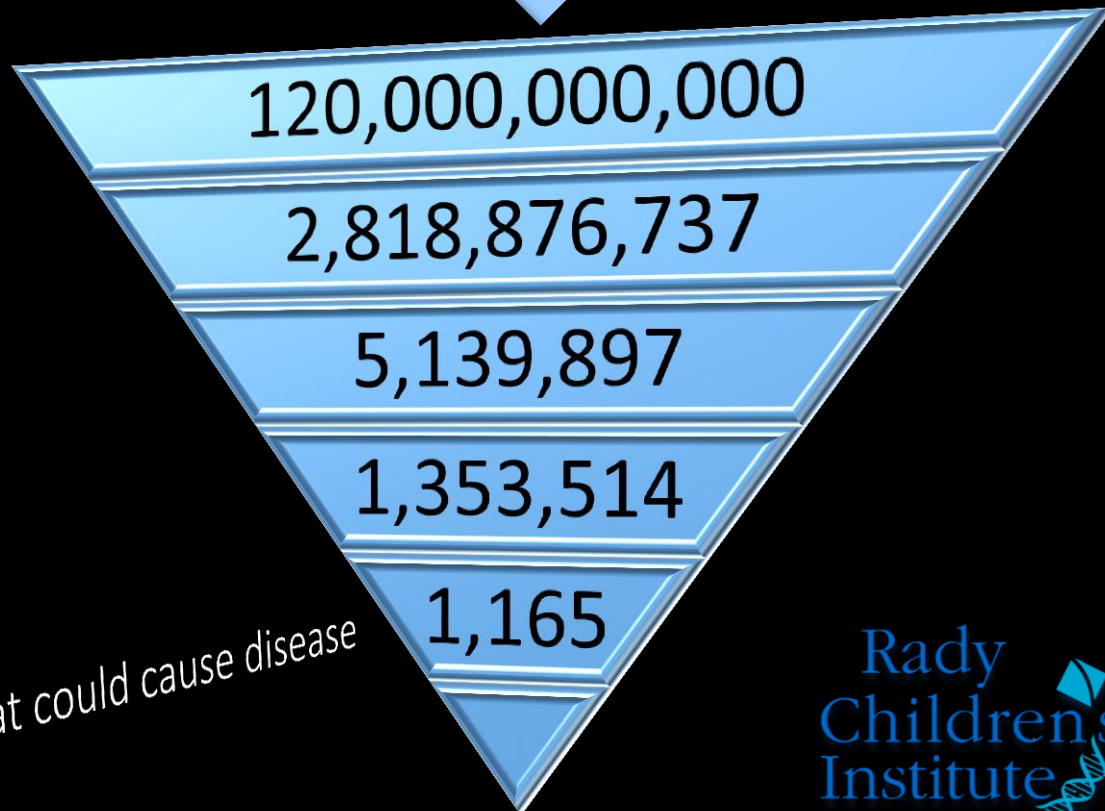 120,000,000,000
2,818,876,737
5,139,897
1,353,514
1,165
could cause disease
Rady
Children's
Institute